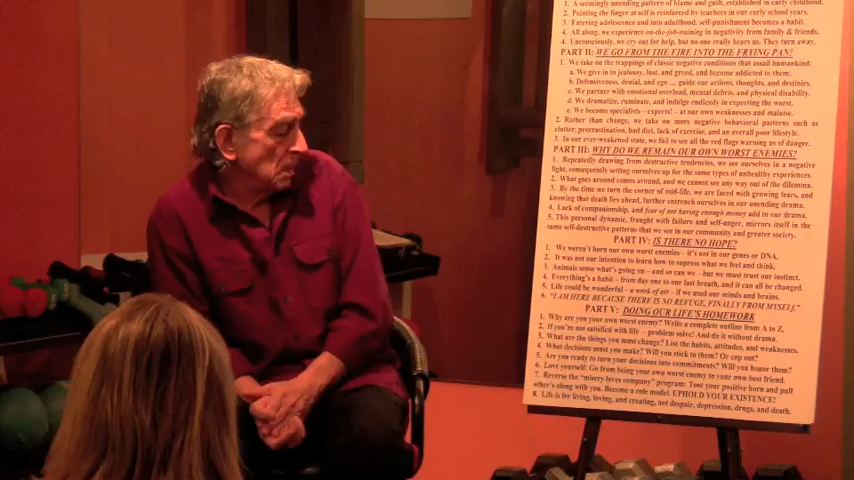 1. A seemingly unending pattern of blame and guilt, established in early childhood.
2. Pointing the finger at self is reinforced by teachers in our early school years.
3. Entering adolescence and into adulthood, self-punishment becomes a habit.
4. All along, we experience on-the-job-training in negativity from family & friends.
4. Unconsciously, we cry out for help, but no one really hears us. They turn away.
PART II: WE GO FROM THE FIRE INTO THE FRYING PAN!
1. We take on the trappings of classic negative conditions that assail humankind:
a. We give in to jealousy, lust, and greed, and become addicted to them.
b. Defensiveness, denial, and ego ... guide our actions, thoughts, and destinies.
c. We partner with emotional overload, mental debris, and physical disability.
d. We dramatize, ruminate, and indulge endlessly in expecting the worst.
e. We become specialists – experts! – at our own weaknesses and malaise.
2. Rather than change, we take on more negative behavioral patterns such as
clutter, procrastination, bad diet, lack of exercise, and an overall poor lifestyle.
3. In our ever-weakened state, we fail to see all the red flags warning us of danger.
PART III: WHY DO WE REMAIN OUR OWN WORST ENEMIES?
1. Repeatedly drawing from destructive tendencies, we see ourselves in a negative
light, consequently setting ourselves up for the same types of unhealthy experiences.
2. What goes around comes around, and we cannot see any way out of the dilemma.
3. By the time we turn the corner of mid-life, we are faced with growing fears, and
knowing that death lies ahead, further entrench ourselves in our unending drama.
4. Lack of companionship, and fear of not having enough money add to our drama.
5. This personal dynamic, fraught with failure and self-anger, mirrors itself in the
same self-destructive patterns that we see in our community and greater society.
PART IV: IS THERE NO HOPE?
1. We weren't born our own worst enemies – it's not in our genes or DNA.
2. It was not our intention to learn how to supress what we feel and think.
3. Animals sense what's going on – and so can we – but we must trust our instinct.
4. Everything's a habit – from day one to our last breath, and it can all be changed.
5. Life could be wonderful – a work of art – if we used our minds and brains.
6. "I AM HERE BECAUSE THERE IS NO REFUGE, FINALLY FROM MYSELF"
PART V: DOING OUR LIFE'S HOMEWORK
1. Why are you your worst enemy? Write a complete outline from A to Z.
2. If you're not satisfied with life – problem solve! And do it without drama.
3. What are the things you must change? List the habits, attitudes, and weaknesses.
4. What decisions must you make? Will you stick to them? Or cop out?
5. Are you ready to turn your decisions into commitments? Will you honor them?
6. Love yourself: Go from being your own worst enemy to your own best friend.
7. Reverse the "misery loves company" program: Toot your positive horn and pull
other's along with you. Become a role model. UPHOLD YOUR EXISTENCE!
8. Life is for living, loving, and creating, not despair, depression, drugs, and death.